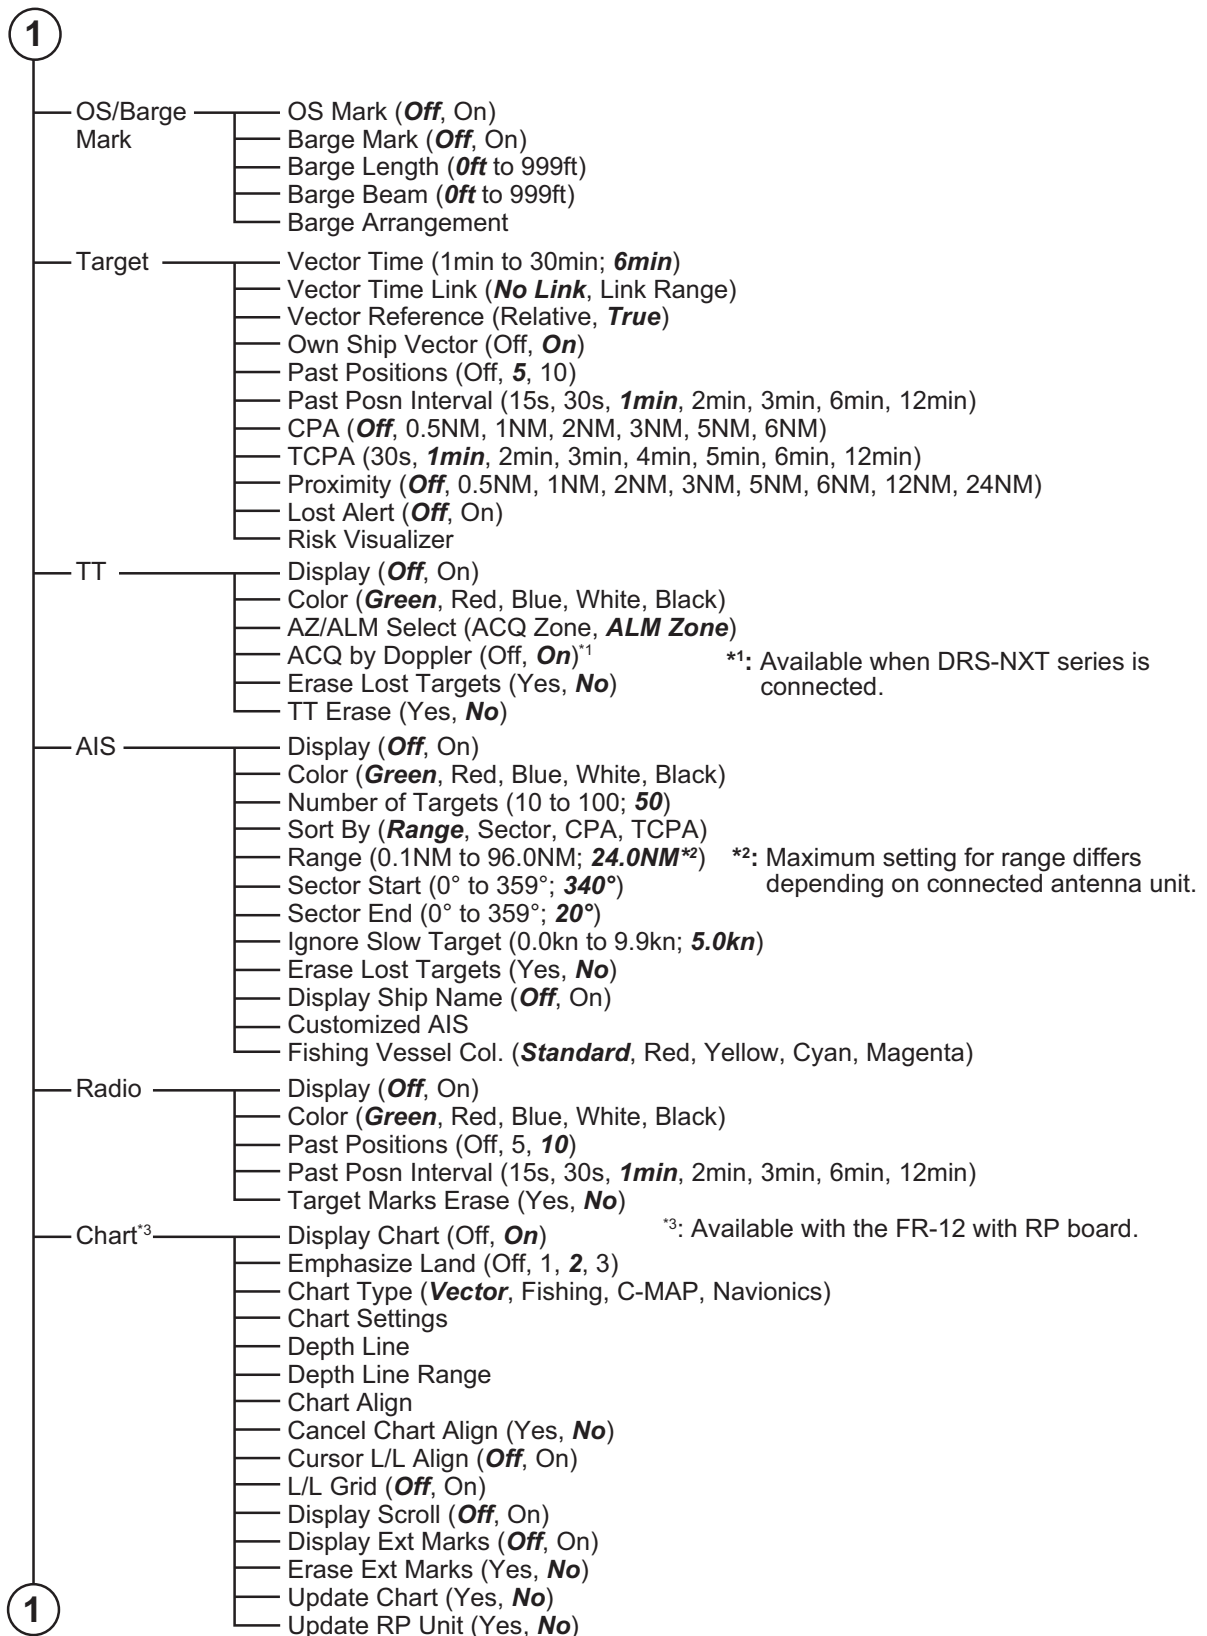 1
OS/Barge
Mark
OS Mark (Off, On)
Barge Mark (Off, On)
Barge Length (0ft to 999ft)
Barge Beam (0ft to 999ft)
Barge Arrangement
Target
Vector Time (1min to 30min; 6min)
Vector Time Link (No Link, Link Range)
Vector Reference (Relative, True)
Own Ship Vector (Off, On)
Past Positions (Off, 5, 10)
Past Posn Interval (15s, 30s, 1min, 2min, 3min, 6min, 12min)
CPA (Off, 0.5NM, 1NM, 2NM, 3NM, 5NM, 6NM)
TCPA (30s, 1min, 2min, 3min, 4min, 5min, 6min, 12min)
Proximity (Off, 0.5NM, 1NM, 2NM, 3NM, 5NM, 6NM, 12NM, 24NM)
Lost Alert (Off, On)
Risk Visualizer
TT
Display (Off, On)
Color (Green, Red, Blue, White, Black)
AZ/ALM Select (ACQ Zone, ALM Zone)
ACQ by Doppler (Off, On)*1
Erase Lost Targets (Yes, No)
TT Erase (Yes, No)
*1: Available when DRS-NXT series is
connected.
AIS
Display (Off, On)
Color (Green, Red, Blue, White, Black)
Number of Targets (10 to 100; 50)
Sort By (Range, Sector, CPA, TCPA)
Range (0.1NM to 96.0NM; 24.0NM*2)
Sector Start (0° to 359°; 340°)
Sector End (0° to 359°; 20°)
Ignore Slow Target (0.0kn to 9.9kn; 5.0kn)
Erase Lost Targets (Yes, No)
Display Ship Name (Off, On)
Customized AIS
Fishing Vessel Col. (Standard, Red, Yellow, Cyan, Magenta)
*2: Maximum setting for range differs
depending on connected antenna unit.
Radio
Display (Off, On)
Color (Green, Red, Blue, White, Black)
Past Positions (Off, 5, 10)
Past Posn Interval (15s, 30s, 1min, 2min, 3min, 6min, 12min)
Target Marks Erase (Yes, No)
Chart*3
*3: Available with the FR-12 with RP board.
Display Chart (Off, On)
Emphasize Land (Off, 1, 2, 3)
Chart Type (Vector, Fishing, C-MAP, Navionics)
Chart Settings
Depth Line
Depth Line Range
Chart Align
Cancel Chart Align (Yes, No)
Cursor L/L Align (Off, On)
L/L Grid (Off, On)
Display Scroll (Off, On)
Display Ext Marks (Off, On)
Erase Ext Marks (Yes, No)
Update Chart (Yes, No)
Update RP Unit (Yes, No)
1